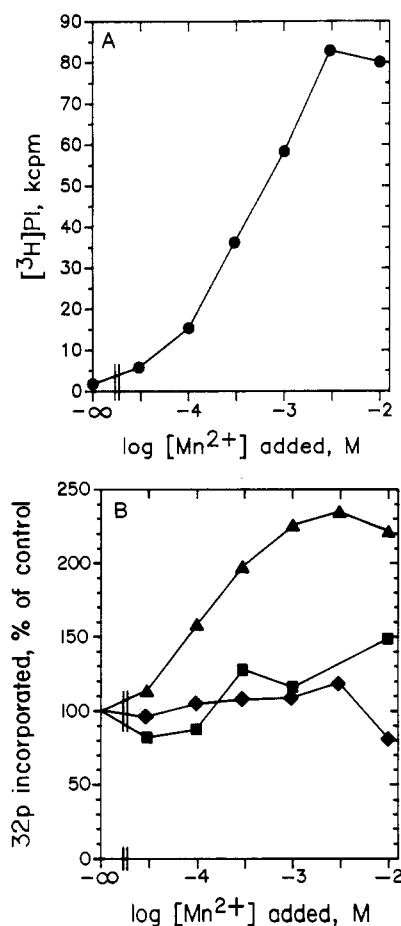 A
[³H]PI, kcpm
90
80
70
60
50
40
30
20
10
0
-∞ -4 -3 -2
log [Mn²⁺] added, M
B
32p incorporated, % of control
250
200
150
100
50
0
-∞ -4 -3 -2
log [Mn²⁺] added, M